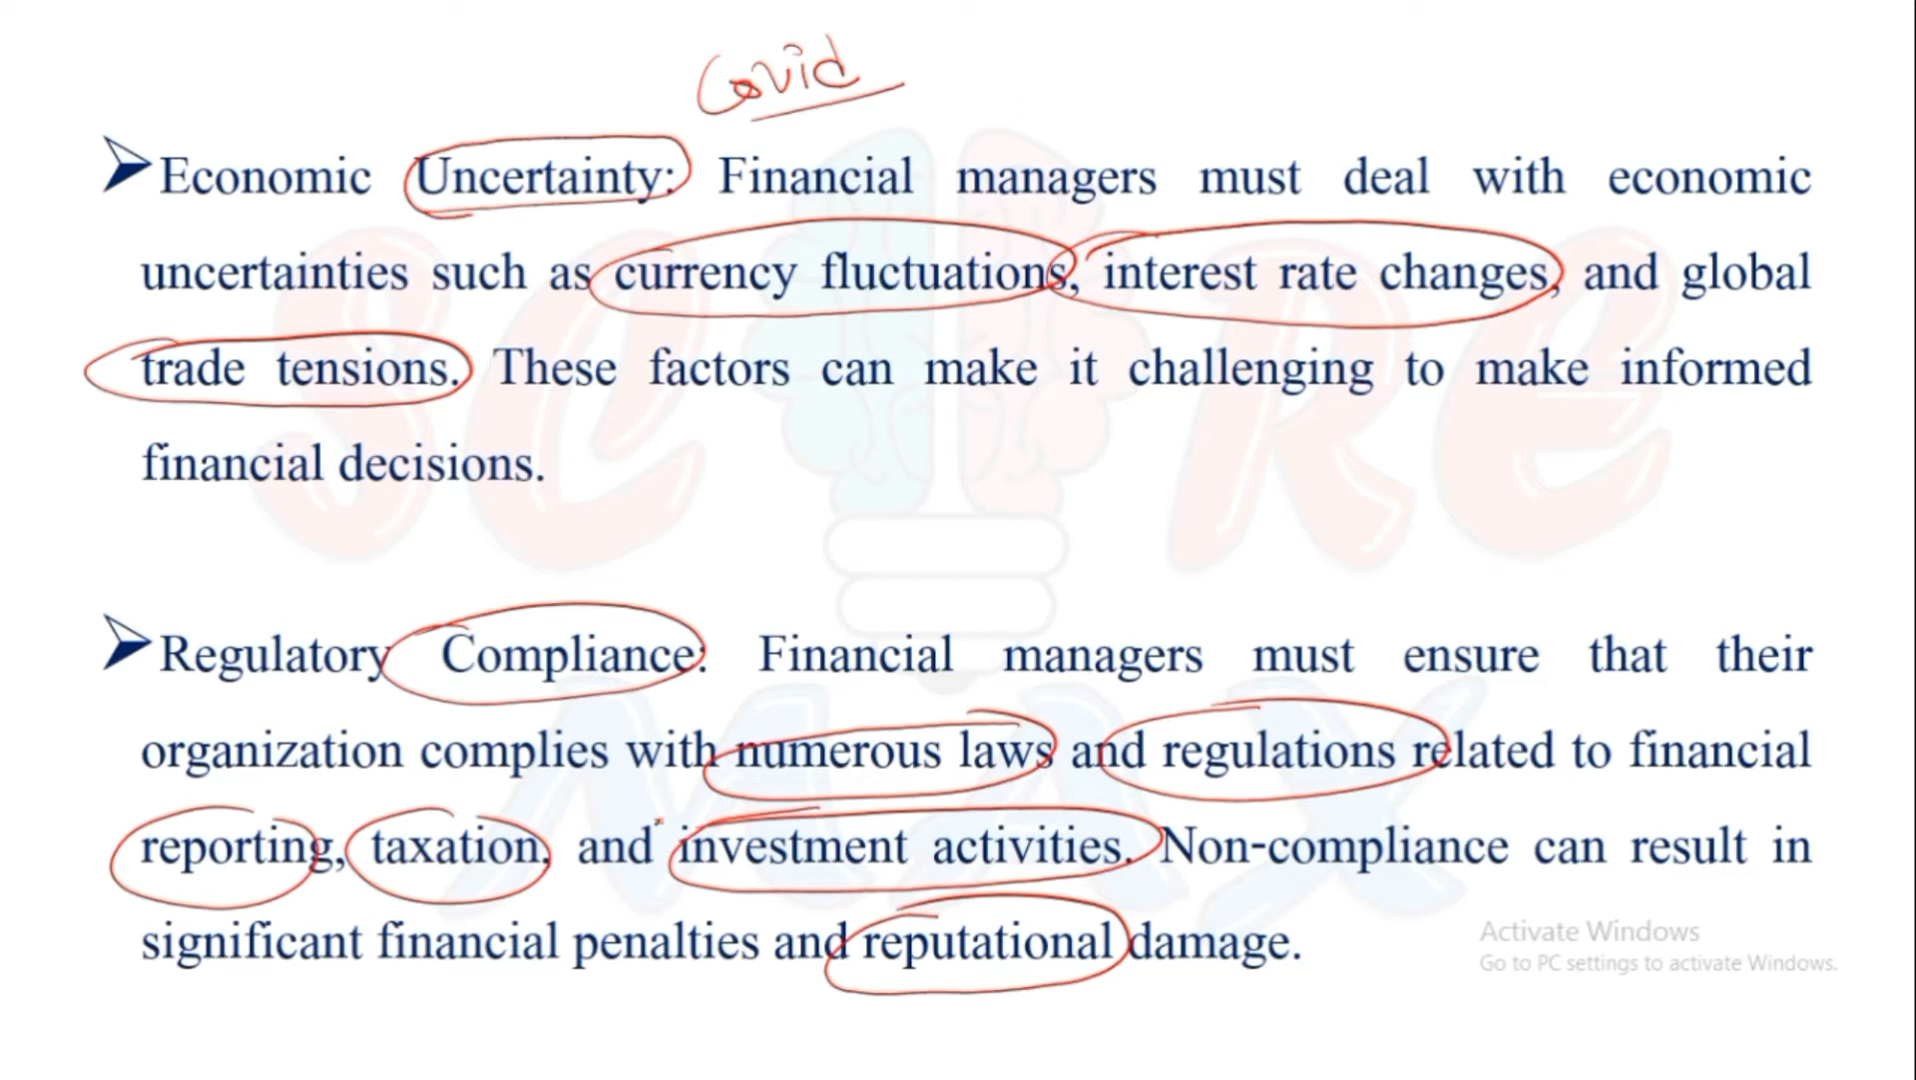 Covid
Economic Uncertainty: Financial managers must deal with economic
uncertainties such as currency fluctuations, interest rate changes, and global
trade tensions. These factors can make it challenging to make informed
financial decisions.
Regulatory Compliance: Financial managers must ensure that their
organization complies with numerous laws and regulations related to financial
reporting, taxation, and investment activities. Non-compliance can result in
significant financial penalties and reputational damage.
SC RE
MAX
Activate Windows
Go to PC settings to activate Windows.